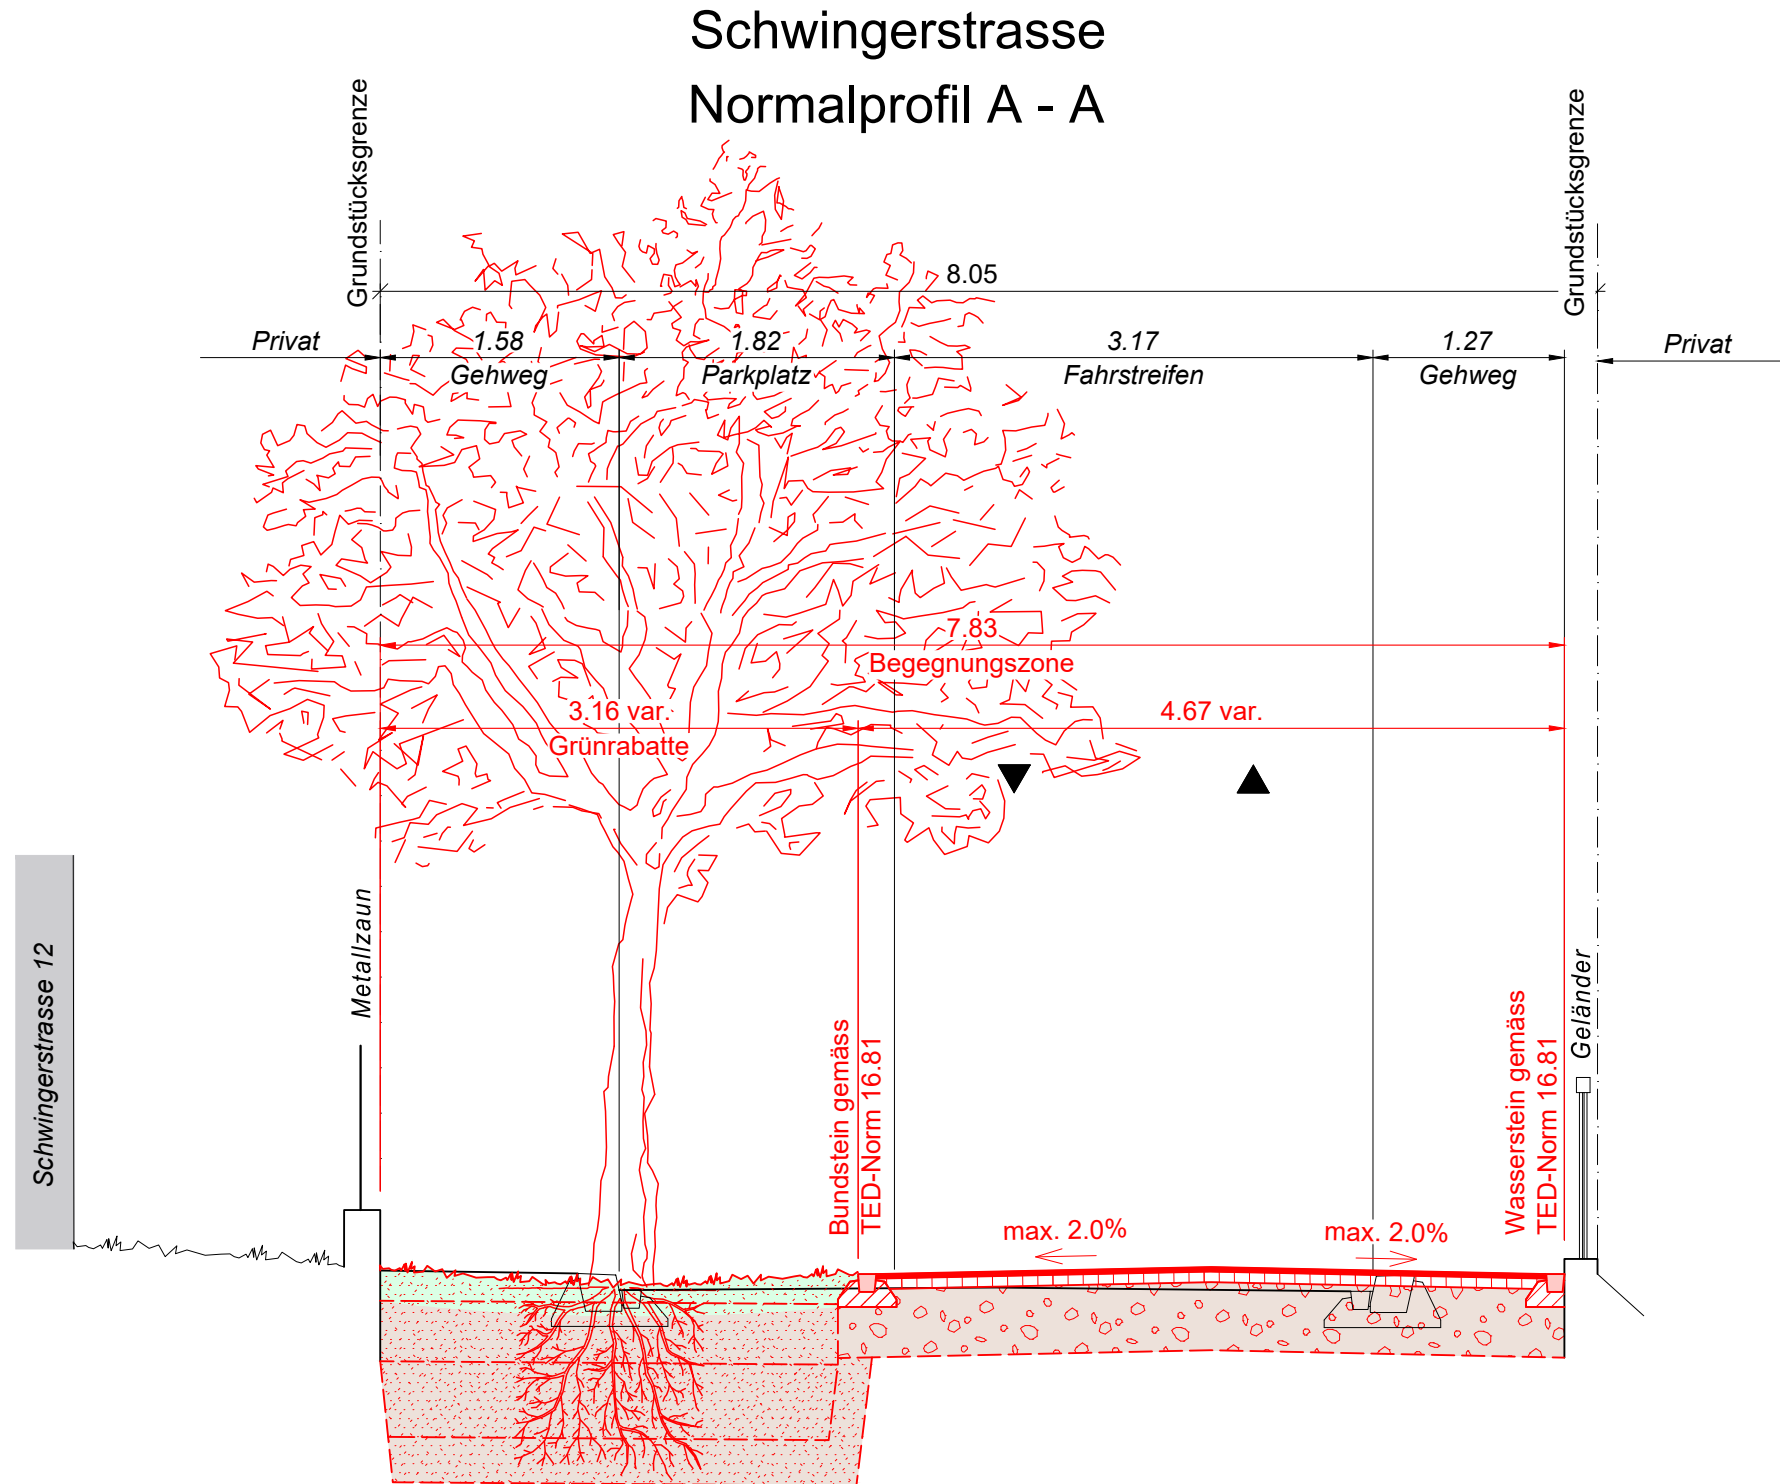 Schwingerstrasse
Normalprofil A - A
Grundstücksgrenze
Grundstücksgrenze
8.05
Privat
1.58
1.82
3.17
1.27
Privat
Gehweg
Parkplatz
Fahrstreifen
Gehweg
7.83
Begegnungszone
3.16 var.
4.67 var.
Grünrabatte
Schwingerstrasse 12
Metallzaun
Bundstein gemäss
TED-Norm 16.81
Wasserstein gemäss
TED-Norm 16.81
Geländer
max. 2.0%
max. 2.0%